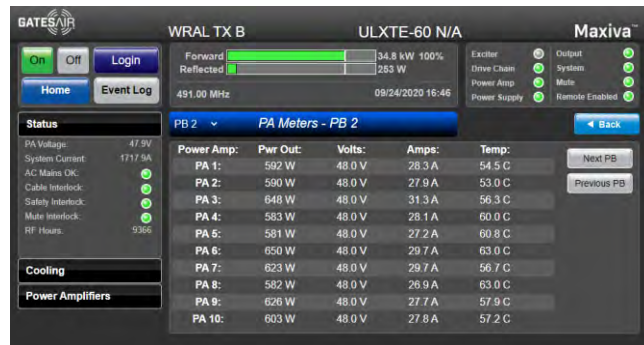 GATESAIR
WRAL TX B
ULXTE-60 N/A
Maxiva™
On
Off
Login
Home
Event Log
Forward
34.8 kW 100%
Reflected
253 W
491.00 MHz
09/24/2020 16:46
Exciter
Output
Drive Chain
System
Power Amp
Mute
Power Supply
Remote Enabled
Status
PB 2
PA Meters - PB 2
Back
PA Voltage: 47.9V
System Current: 1717.9A
AC Mains OK:
Cable Interlock:
Safety Interlock:
Mute Interlock:
RF Hours: 9366
Cooling
Power Amplifiers
Power Amp: Pwr Out: Volts: Amps: Temp:
PA 1: 592 W 48.0 V 28.3 A 54.5 C
PA 2: 590 W 48.0 V 27.9 A 53.0 C
PA 3: 648 W 48.0 V 31.3 A 56.3 C
PA 4: 583 W 48.0 V 28.1 A 60.0 C
PA 5: 581 W 48.0 V 27.2 A 60.8 C
PA 6: 650 W 48.0 V 29.7 A 63.0 C
PA 7: 623 W 48.0 V 29.7 A 56.7 C
PA 8: 582 W 48.0 V 26.9 A 63.0 C
PA 9: 626 W 48.0 V 27.7 A 57.9 C
PA 10: 603 W 48.0 V 27.8 A 57.2 C
Next PB
Previous PB